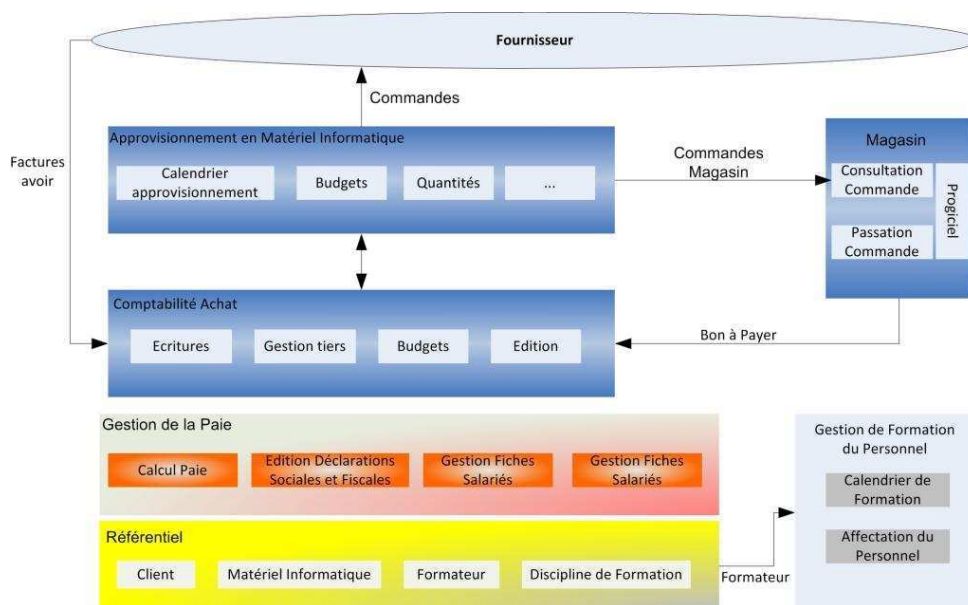 Fournisseur
Commandes
Factures
avoir
Approvisionnement en Matériel Informatique
Calendrier
approvisionnement
Budgets
Quantités
...
Commandes
Magasin
Magasin
Consultation
Commande
Passation
Commande
Progiciel
Comptabilité Achat
Ecritures
Gestion tiers
Budgets
Edition
Bon à Payer
Gestion de la Paie
Calcul Paie
Edition Déclarations
Sociales et Fiscales
Gestion Fiches
Salariés
Gestion Fiches
Salariés
Gestion de Formation
du Personnel
Calendrier de
Formation
Affectation du
Personnel
Référentiel
Client
Matériel Informatique
Formateur
Discipline de Formation
Formateur